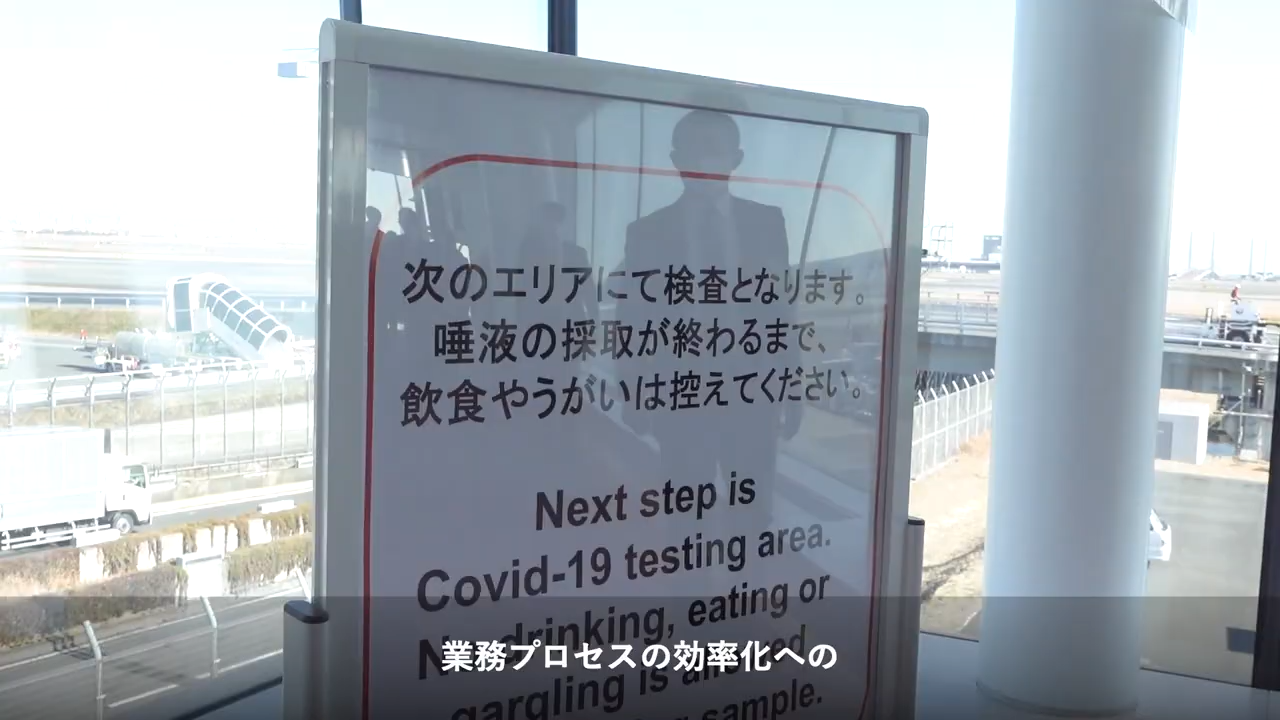 次のエリアにて検査となります。
唾液の採取が終わるまで、
飲食やうがいは控えてください。
Next step is
Covid-19 testing area.
No drinking, eating or
gargling is allowed
sample.
業務プロセスの効率化への